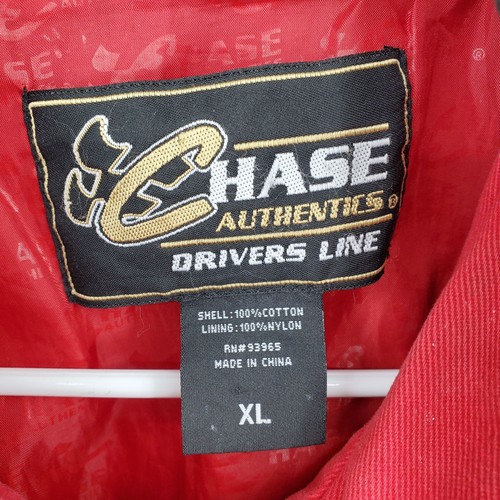 CHASE
AUTHENTICS®
DRIVERS LINE
SHELL:100%COTTON
LINING:100%NYLON
RN#93965
MADE IN CHINA
XL